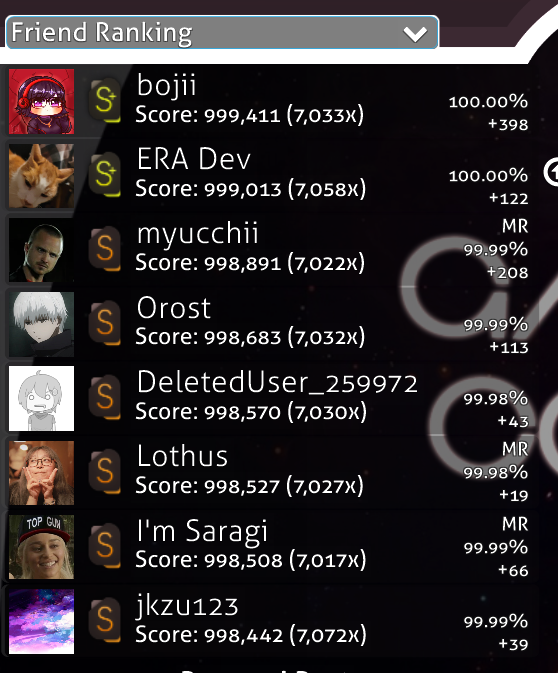 Friend Ranking
bojii
Score: 999,411 (7,033x)
100.00%
+398
ERA Dev
Score: 999,013 (7,058x)
100.00%
+122
myucchii
Score: 998,891 (7,022x)
MR
99.99%
+208
Orost
Score: 998,683 (7,032x)
99.99%
+113
DeletedUser_259972
Score: 998,570 (7,030x)
99.98%
+43
Lothus
Score: 998,527 (7,027x)
MR
99.98%
+19
TOP GUN
I'm Saragi
Score: 998,508 (7,017x)
MR
99.99%
+66
jkzu123
Score: 998,442 (7,072x)
99.99%
+39